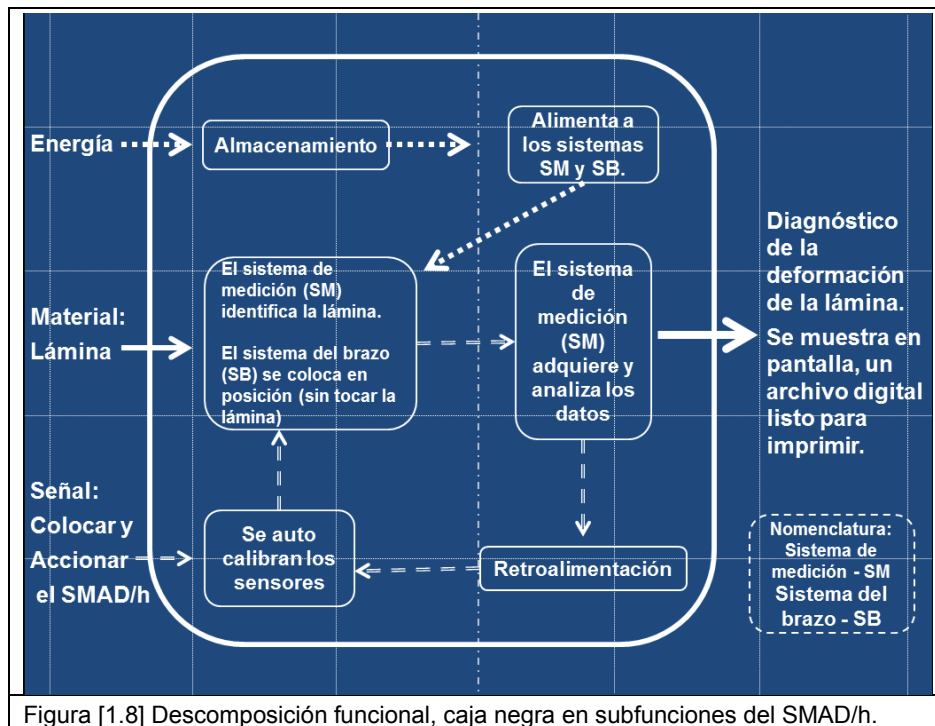 Energía
Almacenamiento
Alimenta a
los sistemas
SM y SB.
El sistema de
medición (SM)
identifica la lámina.
El sistema del brazo
(SB) se coloca en
posición (sin tocar la
lámina)
El sistema
de
medición
(SM)
adquiere y
analiza los
datos
Diagnóstico
de la
deformación
de la lámina.
Se muestra en
pantalla, un
archivo digital
listo para
imprimir.
Material:
Lámina
Señal:
Colocar y
Accionar
el SMAD/h
Se auto
calibran los
sensores
Retroalimentación
Nomenclatura:
Sistema de
medición - SM
Sistema del
brazo - SB
Figura [1.8] Descomposición funcional, caja negra en subfunciones del SMAD/h.